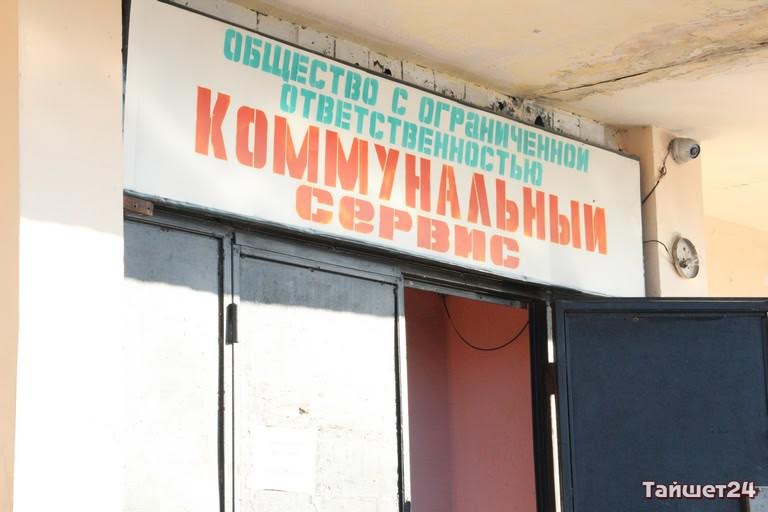 ОБЩЕСТВО С ОГРАНИЧЕННОЙ
ОТВЕТСТВЕННОСТЬЮ
КОММУНАЛЬНЫЙ
СЕРВИС
Тайшет24